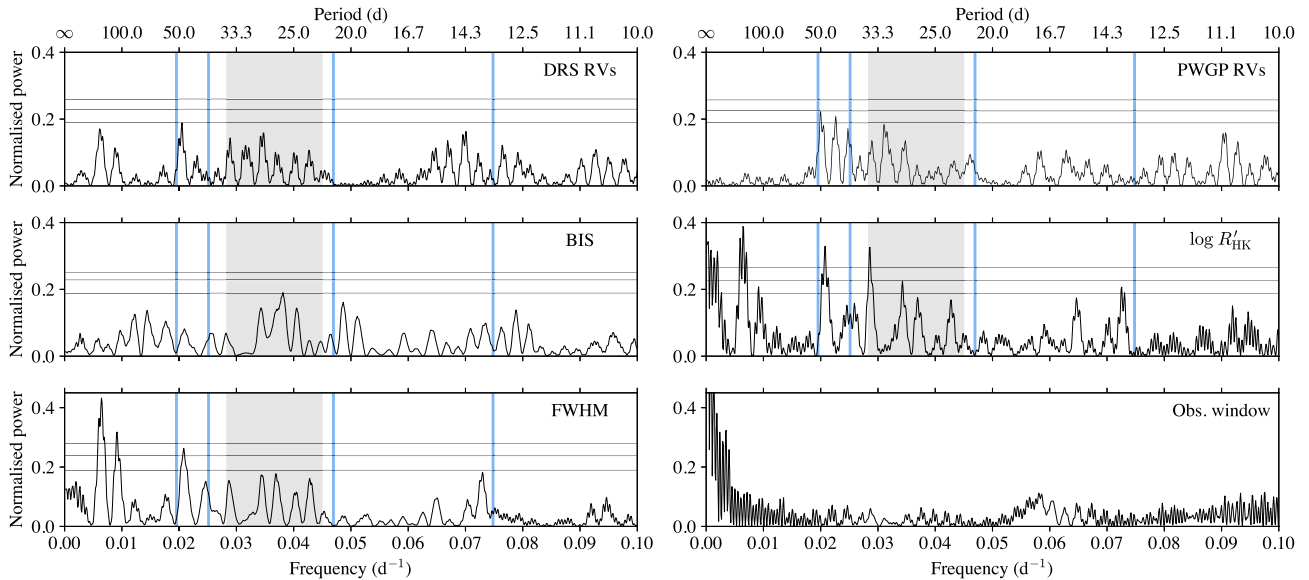 Period (d)
∞ 100.0 50.0 33.3 25.0 20.0 16.7 14.3 12.5 11.1 10.0
Normalised power
0.4
0.2
0.0
DRS RVs
Period (d)
∞ 100.0 50.0 33.3 25.0 20.0 16.7 14.3 12.5 11.1 10.0
0.4
0.2
0.0
PWGP RVs
Normalised power
0.4
0.2
0.0
BIS
0.4
0.2
0.0
log R′HK
Normalised power
0.4
0.2
0.0
FWHM
0.00 0.01 0.02 0.03 0.04 0.05 0.06 0.07 0.08 0.09 0.10
Frequency (d⁻¹)
0.4
0.2
0.0
Obs. window
0.00 0.01 0.02 0.03 0.04 0.05 0.06 0.07 0.08 0.09 0.10
Frequency (d⁻¹)